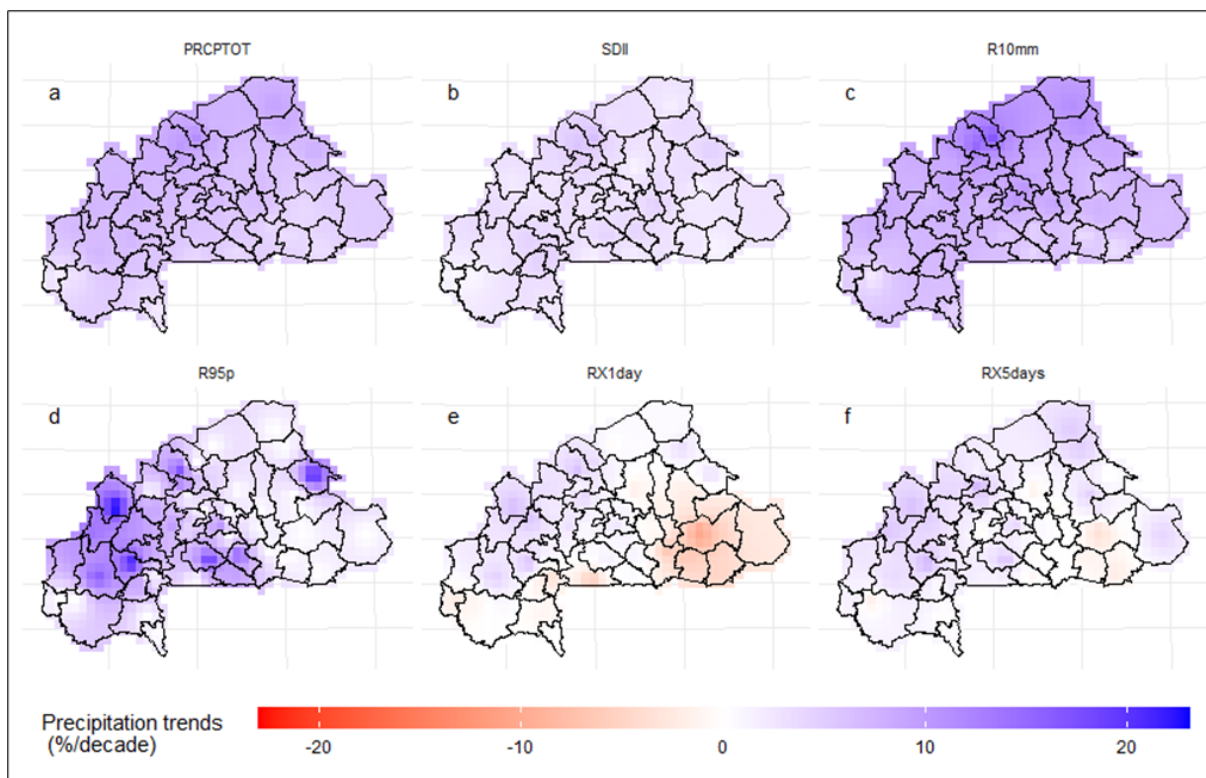 PRCPTOT
SDII
R10mm
a
b
c
R95p
RX1day
RX5days
d
e
f
Precipitation trends
(%/decade)
-20
-10
0
10
20